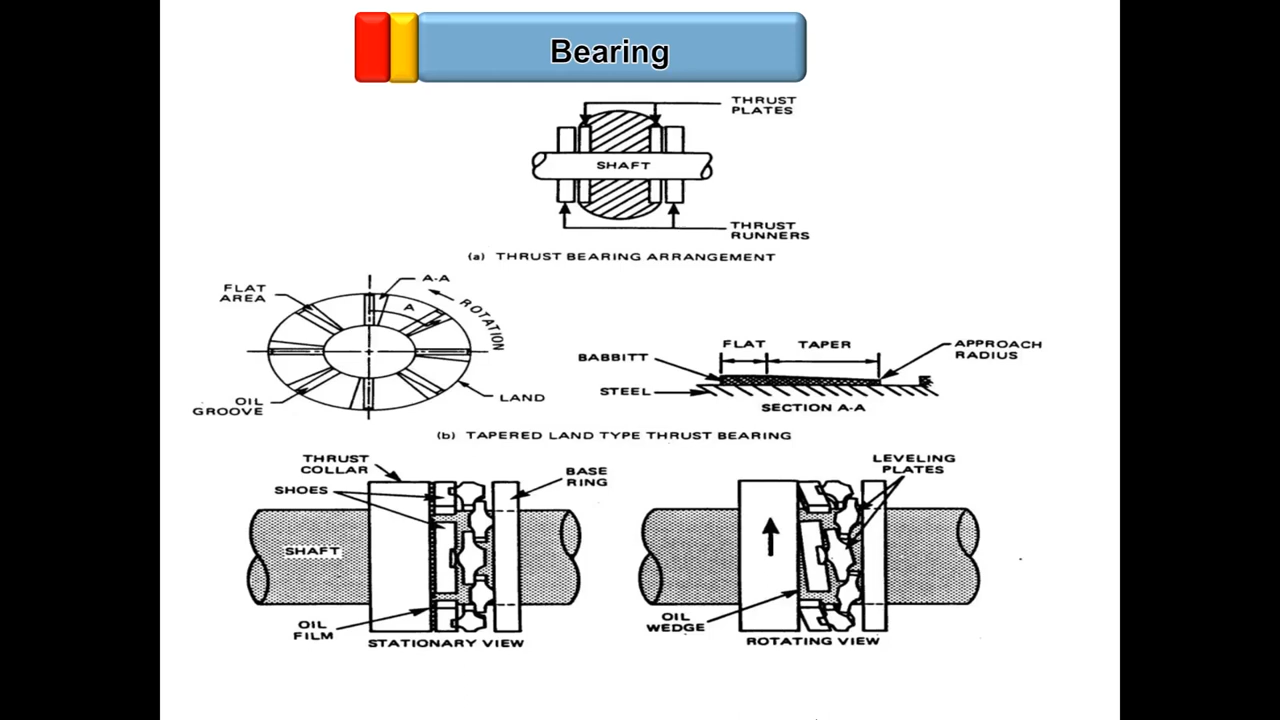 Bearing
THRUST
PLATES
SHAFT
THRUST
RUNNERS
(a) THRUST BEARING ARRANGEMENT
A-A
FLAT
AREA
A
ROTATION
OIL
GROOVE
LAND
FLAT
TAPER
APPROACH
RADIUS
BABBITT
STEEL
SECTION A-A
(b) TAPERED LAND TYPE THRUST BEARING
THRUST
COLLAR
SHOES
BASE
RING
SHAFT
OIL
FILM
STATIONARY VIEW
LEVELING
PLATES
OIL
WEDGE
ROTATING VIEW